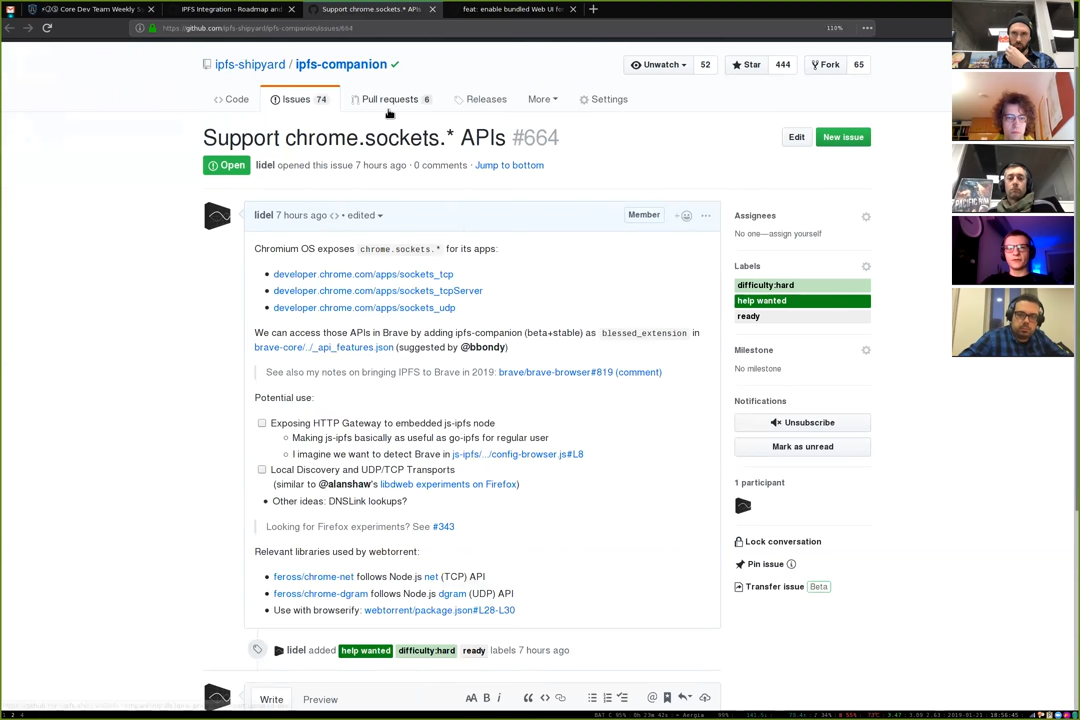 Core Dev Team Weekly S
IPFS Integration - Roadmap and
Support chrome.sockets.* APIs
feat: enable bundled Web UI for
https://github.com/ipfs-shipyard/ipfs-companion/issues/664
110%
ipfs-shipyard / ipfs-companion
Unwatch 52
Star 444
Fork 65
Code
Issues 74
Pull requests 6
Releases
More
Settings
Support chrome.sockets.* APIs #664
Edit
New issue
Open
lidel opened this issue 7 hours ago · 0 comments · Jump to bottom
lidel 7 hours ago • edited
Member
Chromium OS exposes chrome.sockets.* for its apps:
developer.chrome.com/apps/sockets_tcp
developer.chrome.com/apps/sockets_tcpServer
developer.chrome.com/apps/sockets_udp
We can access those APIs in Brave by adding ipfs-companion (beta+stable) as blessed_extension in
brave-core/../_api_features.json (suggested by @bbondy)
See also my notes on bringing IPFS to Brave in 2019: brave/brave-browser#819 (comment)
Potential use:
Exposing HTTP Gateway to embedded js-ipfs node
Making js-ipfs basically as useful as go-ipfs for regular user
I imagine we want to detect Brave in js-ipfs/.../config-browser.js#L8
Local Discovery and UDP/TCP Transports
(similar to @alanshaw's libdweb experiments on Firefox)
Other ideas: DNSLink lookups?
Looking for Firefox experiments? See #343
Relevant libraries used by webtorrent:
feross/chrome-net follows Node.js net (TCP) API
feross/chrome-dgram follows Node.js dgram (UDP) API
Use with browserify: webtorrent/package.json#L28-L30
lidel added help wanted difficulty:hard ready labels 7 hours ago
Write
Preview
AA B i
Assignees
No one—assign yourself
Labels
difficulty:hard
help wanted
ready
Milestone
No milestone
Notifications
Unsubscribe
Mark as unread
1 participant
Lock conversation
Pin issue
Transfer issue Beta
PACIFIC RIM
2019-01-21
18:56:45